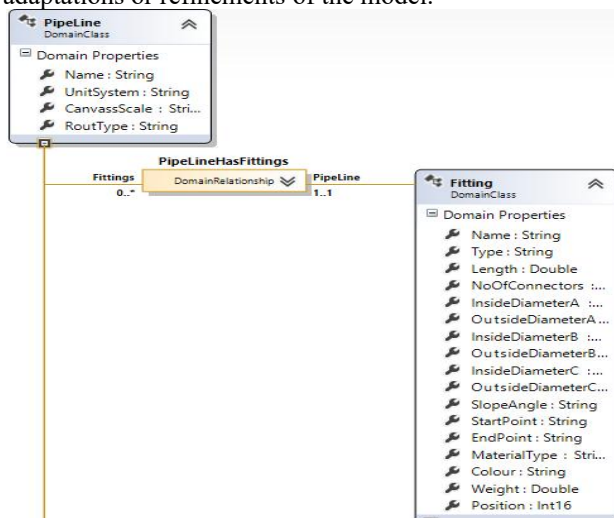 adaptations or refinements of the model.
PipeLine
DomainClass
Domain Properties
Name : String
UnitSystem : String
CanvassScale : Stri...
RoutType : String
PipeLineHasFittings
Fittings
DomainRelationship
PipeLine
0..*
1..1
Fitting
DomainClass
Domain Properties
Name : String
Type : String
Length : Double
NoOfConnectors :...
InsideDiameterA :...
OutsideDiameterA...
InsideDiameterB :...
OutsideDiameterB...
InsideDiameterC :...
OutsideDiameterC...
SlopeAngle : String
StartPoint : String
EndPoint : String
MaterialType : Stri...
Colour : String
Weight : Double
Position : Int16